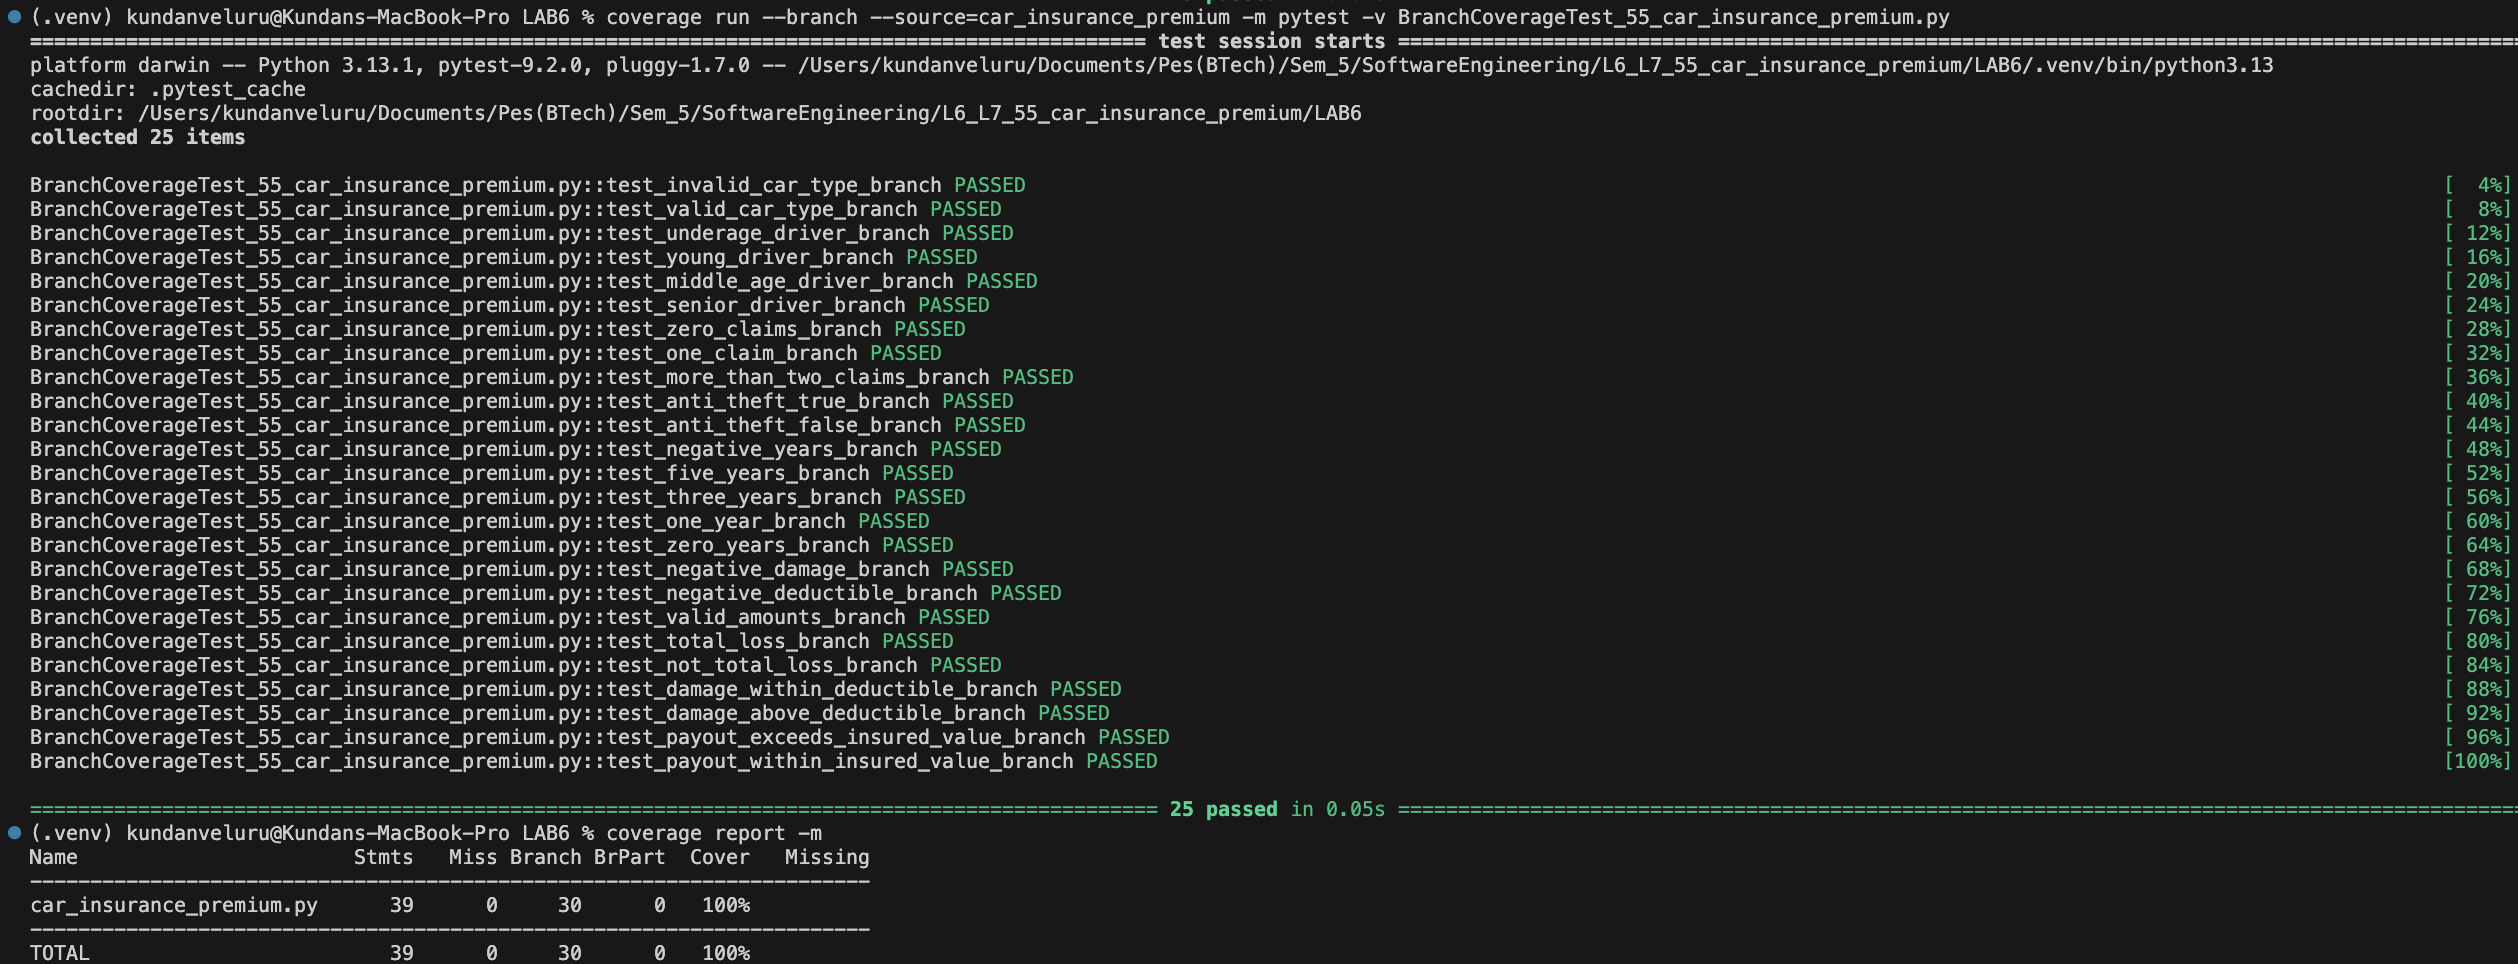 (.venv) kundanveluru@Kundans-MacBook-Pro LAB6 % coverage run --branch --source=car_insurance_premium -m pytest -v BranchCoverageTest_55_car_insurance_premium.py
============================================================================================= test session starts =============================================================================================
platform darwin -- Python 3.13.1, pytest-9.2.0, pluggy-1.7.0 -- /Users/kundanveluru/Documents/Pes(BTech)/Sem_5/SoftwareEngineering/L6_L7_55_car_insurance_premium/LAB6/.venv/bin/python3.13
cachedir: .pytest_cache
rootdir: /Users/kundanveluru/Documents/Pes(BTech)/Sem_5/SoftwareEngineering/L6_L7_55_car_insurance_premium/LAB6
collected 25 items
BranchCoverageTest_55_car_insurance_premium.py::test_invalid_car_type_branch PASSED [  4%]
BranchCoverageTest_55_car_insurance_premium.py::test_valid_car_type_branch PASSED [  8%]
BranchCoverageTest_55_car_insurance_premium.py::test_underage_driver_branch PASSED [ 12%]
BranchCoverageTest_55_car_insurance_premium.py::test_young_driver_branch PASSED [ 16%]
BranchCoverageTest_55_car_insurance_premium.py::test_middle_age_driver_branch PASSED [ 20%]
BranchCoverageTest_55_car_insurance_premium.py::test_senior_driver_branch PASSED [ 24%]
BranchCoverageTest_55_car_insurance_premium.py::test_zero_claims_branch PASSED [ 28%]
BranchCoverageTest_55_car_insurance_premium.py::test_one_claim_branch PASSED [ 32%]
BranchCoverageTest_55_car_insurance_premium.py::test_more_than_two_claims_branch PASSED [ 36%]
BranchCoverageTest_55_car_insurance_premium.py::test_anti_theft_true_branch PASSED [ 40%]
BranchCoverageTest_55_car_insurance_premium.py::test_anti_theft_false_branch PASSED [ 44%]
BranchCoverageTest_55_car_insurance_premium.py::test_negative_years_branch PASSED [ 48%]
BranchCoverageTest_55_car_insurance_premium.py::test_five_years_branch PASSED [ 52%]
BranchCoverageTest_55_car_insurance_premium.py::test_three_years_branch PASSED [ 56%]
BranchCoverageTest_55_car_insurance_premium.py::test_one_year_branch PASSED [ 60%]
BranchCoverageTest_55_car_insurance_premium.py::test_zero_years_branch PASSED [ 64%]
BranchCoverageTest_55_car_insurance_premium.py::test_negative_damage_branch PASSED [ 68%]
BranchCoverageTest_55_car_insurance_premium.py::test_negative_deductible_branch PASSED [ 72%]
BranchCoverageTest_55_car_insurance_premium.py::test_valid_amounts_branch PASSED [ 76%]
BranchCoverageTest_55_car_insurance_premium.py::test_total_loss_branch PASSED [ 80%]
BranchCoverageTest_55_car_insurance_premium.py::test_not_total_loss_branch PASSED [ 84%]
BranchCoverageTest_55_car_insurance_premium.py::test_damage_within_deductible_branch PASSED [ 88%]
BranchCoverageTest_55_car_insurance_premium.py::test_damage_above_deductible_branch PASSED [ 92%]
BranchCoverageTest_55_car_insurance_premium.py::test_payout_exceeds_insured_value_branch PASSED [ 96%]
BranchCoverageTest_55_car_insurance_premium.py::test_payout_within_insured_value_branch PASSED [100%]
============================================================================================== 25 passed in 0.05s ==============================================================================================
(.venv) kundanveluru@Kundans-MacBook-Pro LAB6 % coverage report -m
Name                       Stmts   Miss Branch BrPart  Cover   Missing
----------------------------------------------------------------------
car_insurance_premium.py      39      0     30      0   100%
----------------------------------------------------------------------
TOTAL                         39      0     30      0   100%